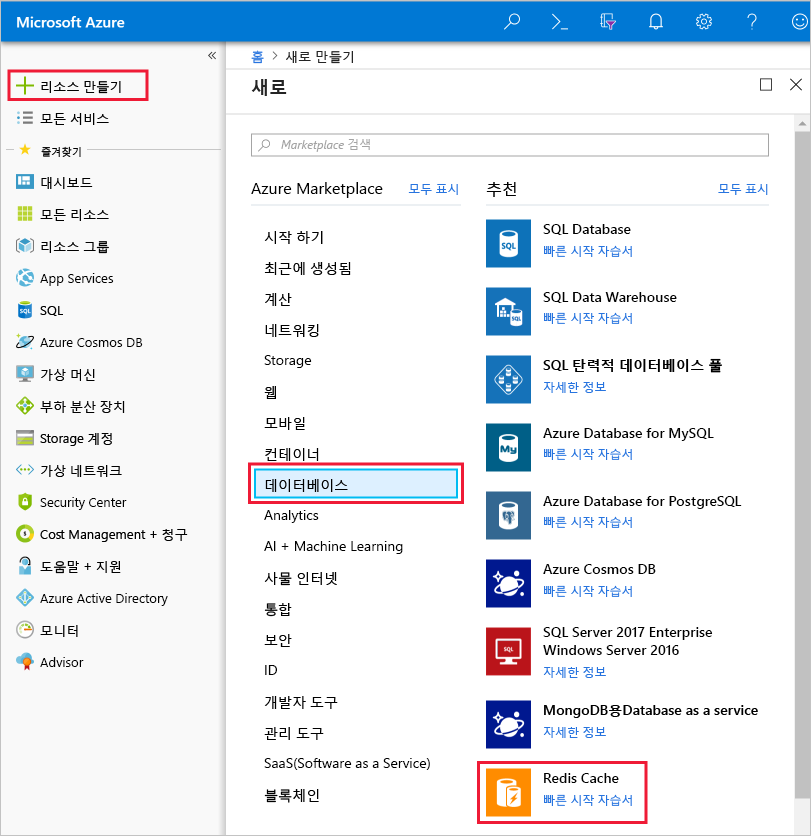 Microsoft Azure
리소스 만들기
모든 서비스
즐겨찾기
대시보드
모든 리소스
리소스 그룹
App Services
SQL
Azure Cosmos DB
가상 머신
부하 분산 장치
Storage 계정
가상 네트워크
Security Center
Cost Management + 청구
도움말 + 지원
Azure Active Directory
모니터
Advisor
홈 > 새로 만들기
새로
Marketplace 검색
Azure Marketplace 모두 표시
시작 하기
최근에 생성됨
계산
네트워킹
Storage
웹
모바일
컨테이너
데이터베이스
Analytics
AI + Machine Learning
사물 인터넷
통합
보안
ID
개발자 도구
관리 도구
SaaS(Software as a Service)
블록체인
추천 모두 표시
SQL Database
빠른 시작 자습서
SQL Data Warehouse
빠른 시작 자습서
SQL 탄력적 데이터베이스 풀
자세한 정보
Azure Database for MySQL
빠른 시작 자습서
Azure Database for PostgreSQL
빠른 시작 자습서
Azure Cosmos DB
빠른 시작 자습서
SQL Server 2017 Enterprise
Windows Server 2016
자세한 정보
MongoDB용Database as a service
자세한 정보
Redis Cache
빠른 시작 자습서